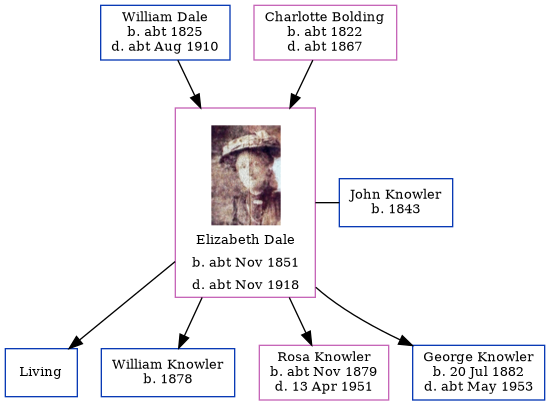 William Dale
b. abt 1825
d. abt Aug 1910
Charlotte Bolding
b. abt 1822
d. abt 1867
Elizabeth Dale
b. abt Nov 1851
d. abt Nov 1918
John Knowler
b. 1843
Living
William Knowler
b. 1878
Rosa Knowler
b. abt Nov 1879
d. 13 Apr 1951
George Knowler
b. 20 Jul 1882
d. abt May 1953